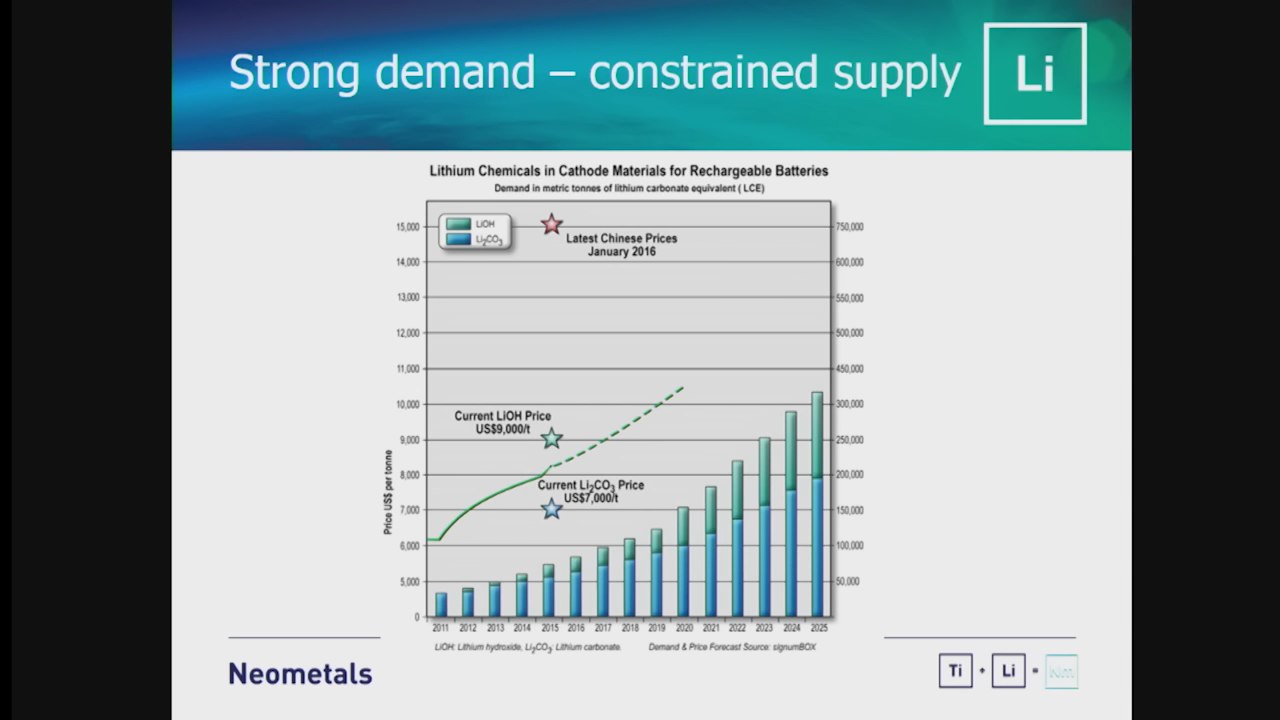 Strong demand – constrained supply
Li
Lithium Chemicals in Cathode Materials for Rechargeable Batteries
Demand in metric tonnes of lithium carbonate equivalent ( LCE)
LiOH
Li2CO3
Latest Chinese Prices
January 2016
Current LiOH Price
US$9,000/t
Current Li2CO3 Price
US$7,000/t
Price US$ per tonne
15,000
14,000
13,000
12,000
11,000
10,000
9,000
8,000
7,000
6,000
5,000
0
750,000
600,000
550,000
500,000
450,000
300,000
250,000
200,000
150,000
100,000
50,000
2011 2012 2013 2014 2015 2016 2017 2018 2019 2020 2021 2022 2023 2024 2025
LiOH: Lithium hydroxide, Li2CO3: Lithium carbonate. Demand & Price Forecast Source: signumBOX
Neometals
Ti + Li =